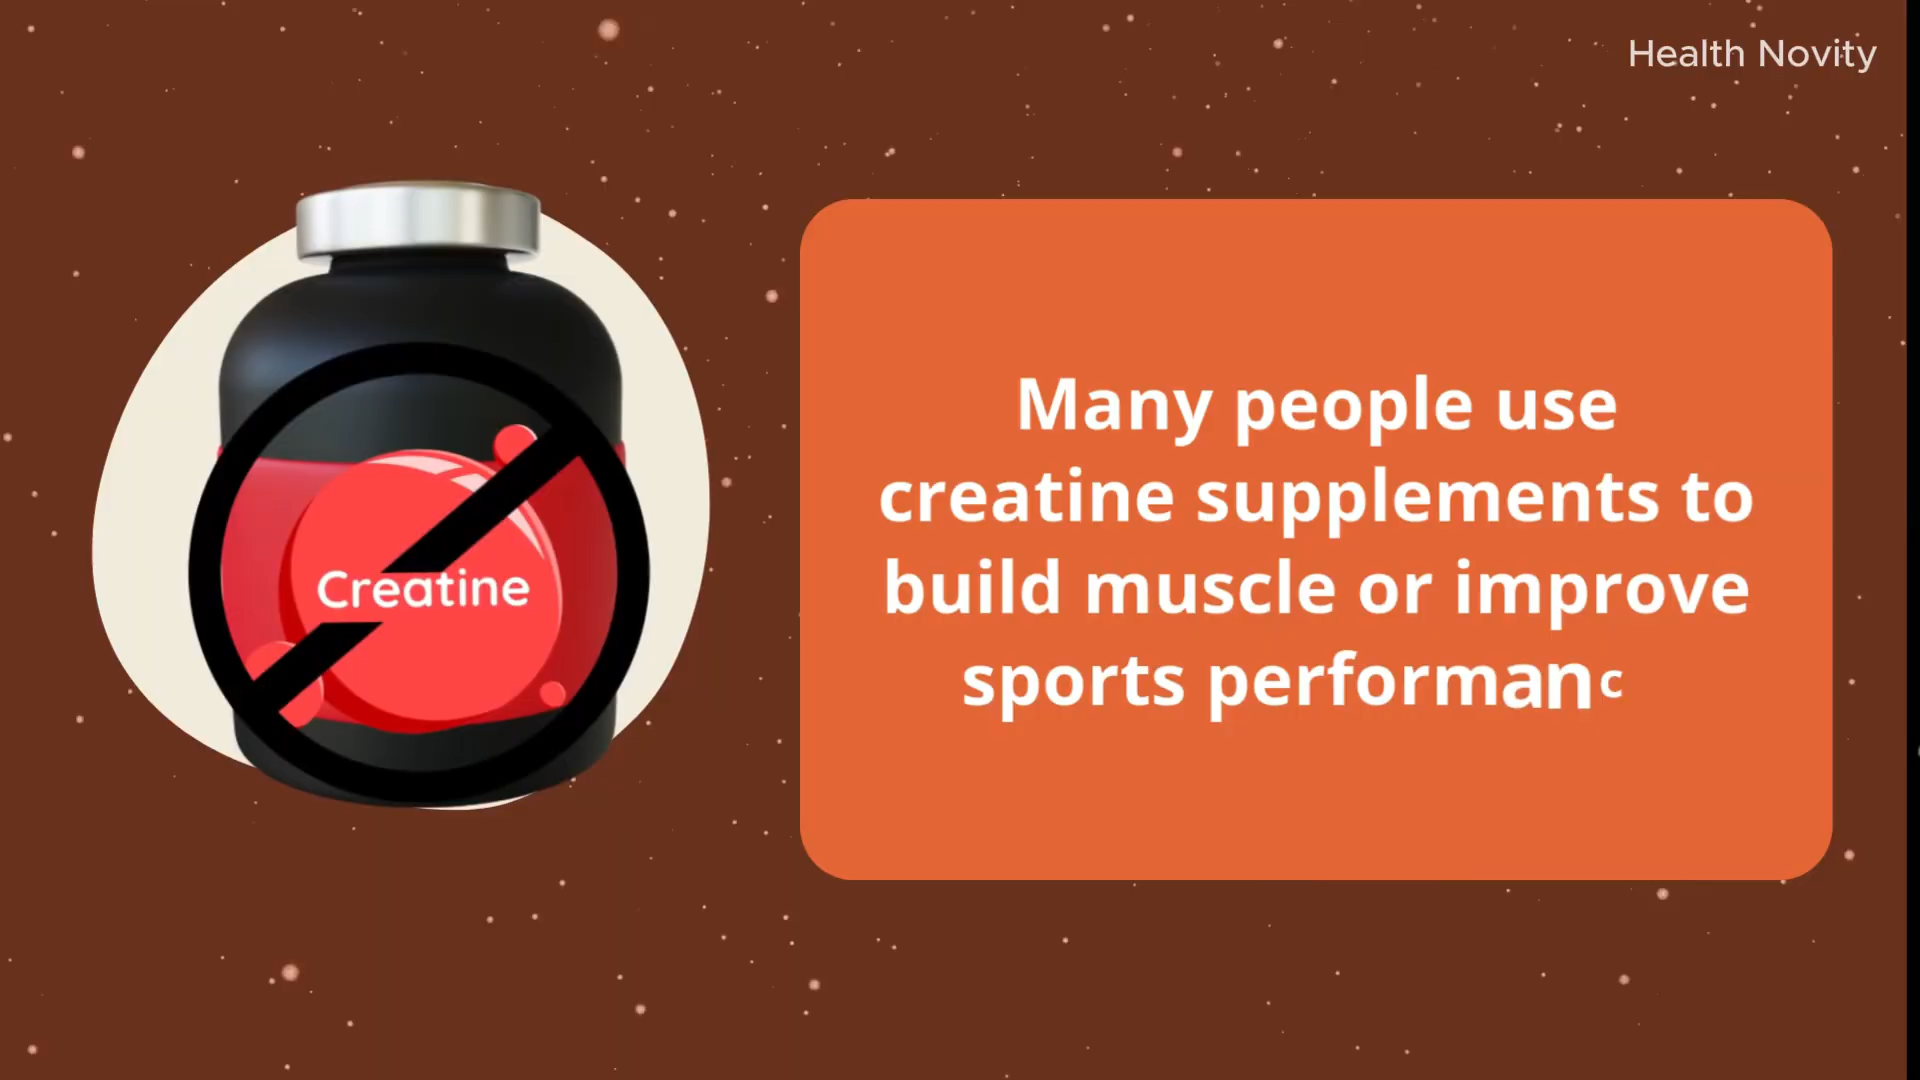 Health Novity
Creatine
Many people use
creatine supplements to
build muscle or improve
sports performanc